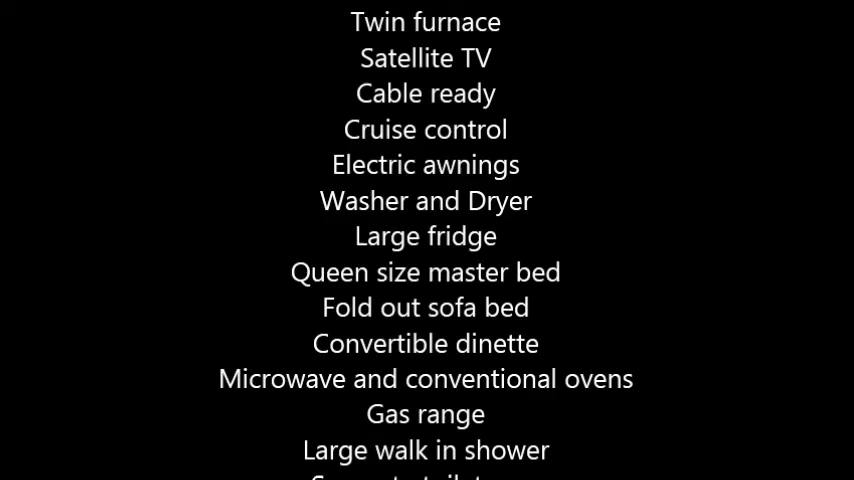 Twin furnace
Satellite TV
Cable ready
Cruise control
Electric awnings
Washer and Dryer
Large fridge
Queen size master bed
Fold out sofa bed
Convertible dinette
Microwave and conventional ovens
Gas range
Large walk in shower